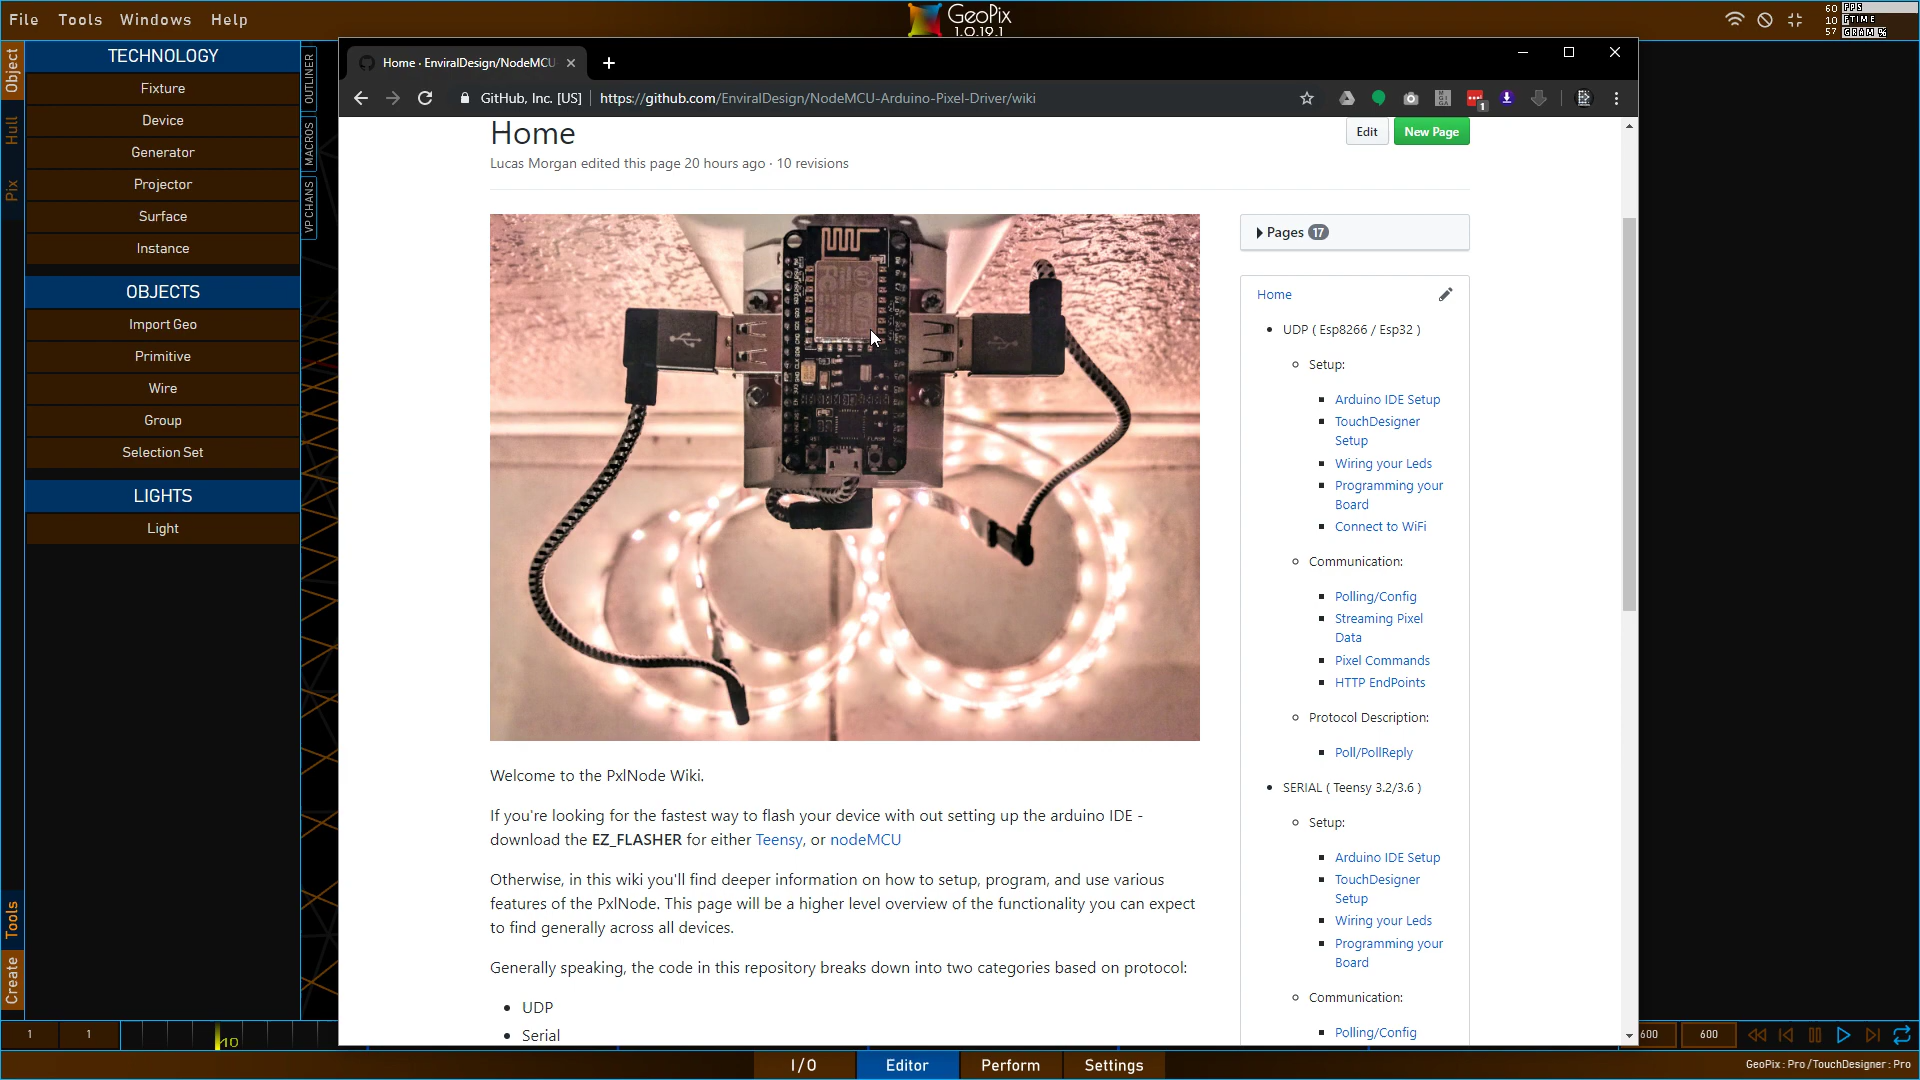 File Tools Windows Help
GeoPix
1.0.19.1
60 FPS
10 FTIME
57 GRAM %
Object
Hull
Pix
Tools
Create
TECHNOLOGY
Fixture
Device
Generator
Projector
Surface
Instance
OBJECTS
Import Geo
Primitive
Wire
Group
Selection Set
LIGHTS
Light
OUTLINER
MACROS
VP CHANS
Home · EnviralDesign/NodeMCU
GitHub, Inc. [US] https://github.com/EnviralDesign/NodeMCU-Arduino-Pixel-Driver/wiki
1
Home
Edit New Page
Lucas Morgan edited this page 20 hours ago · 10 revisions
Welcome to the PxlNode Wiki.
If you're looking for the fastest way to flash your device with out setting up the arduino IDE -
download the EZ_FLASHER for either Teensy, or nodeMCU
Otherwise, in this wiki you'll find deeper information on how to setup, program, and use various
features of the PxlNode. This page will be a higher level overview of the functionality you can expect
to find generally across all devices.
Generally speaking, the code in this repository breaks down into two categories based on protocol:
UDP
Serial
Pages 17
Home
UDP ( Esp8266 / Esp32 )
Setup:
Arduino IDE Setup
TouchDesigner
Setup
Wiring your Leds
Programming your
Board
Connect to WiFi
Communication:
Polling/Config
Streaming Pixel
Data
Pixel Commands
HTTP EndPoints
Protocol Description:
Poll/PollReply
SERIAL ( Teensy 3.2/3.6 )
Setup:
Arduino IDE Setup
TouchDesigner
Setup
Wiring your Leds
Programming your
Board
Communication:
Polling/Config
1 1 10 600 600
I/O Editor Perform Settings
GeoPix : Pro / TouchDesigner : Pro